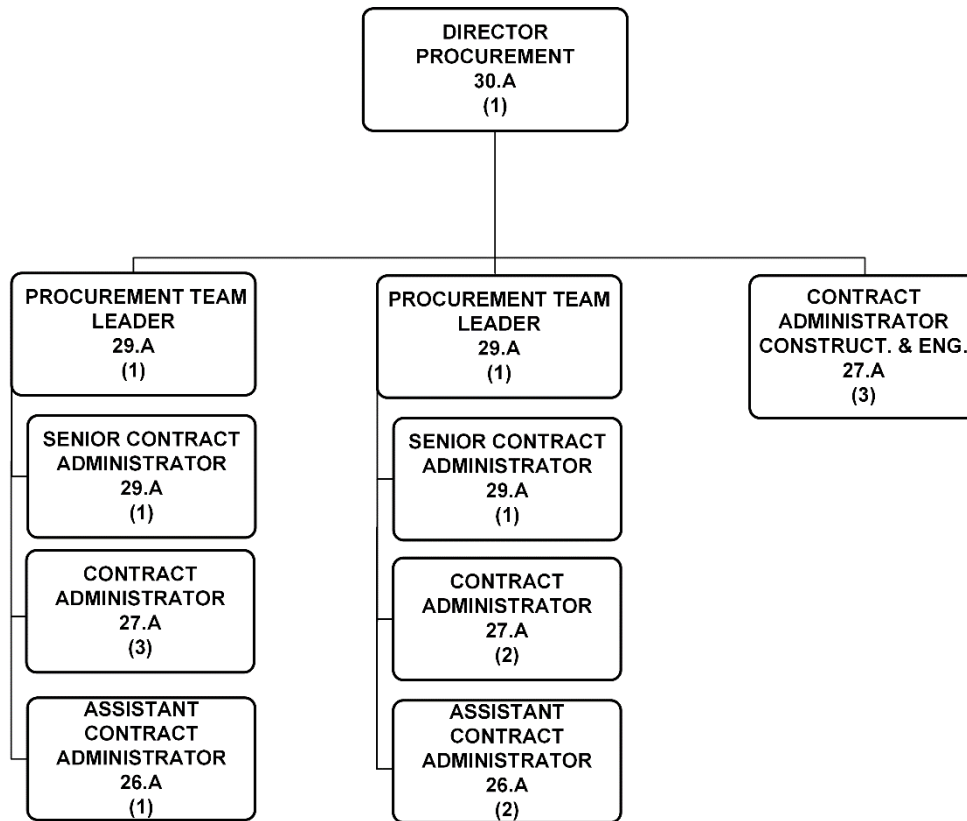 DIRECTOR
PROCUREMENT
30.A
(1)
PROCUREMENT TEAM
LEADER
29.A
(1)
SENIOR CONTRACT
ADMINISTRATOR
29.A
(1)
CONTRACT
ADMINISTRATOR
27.A
(3)
ASSISTANT
CONTRACT
ADMINISTRATOR
26.A
(1)
PROCUREMENT TEAM
LEADER
29.A
(1)
SENIOR CONTRACT
ADMINISTRATOR
29.A
(1)
CONTRACT
ADMINISTRATOR
27.A
(2)
ASSISTANT
CONTRACT
ADMINISTRATOR
26.A
(2)
CONTRACT
ADMINISTRATOR
CONSTRUCT. & ENG.
27.A
(3)